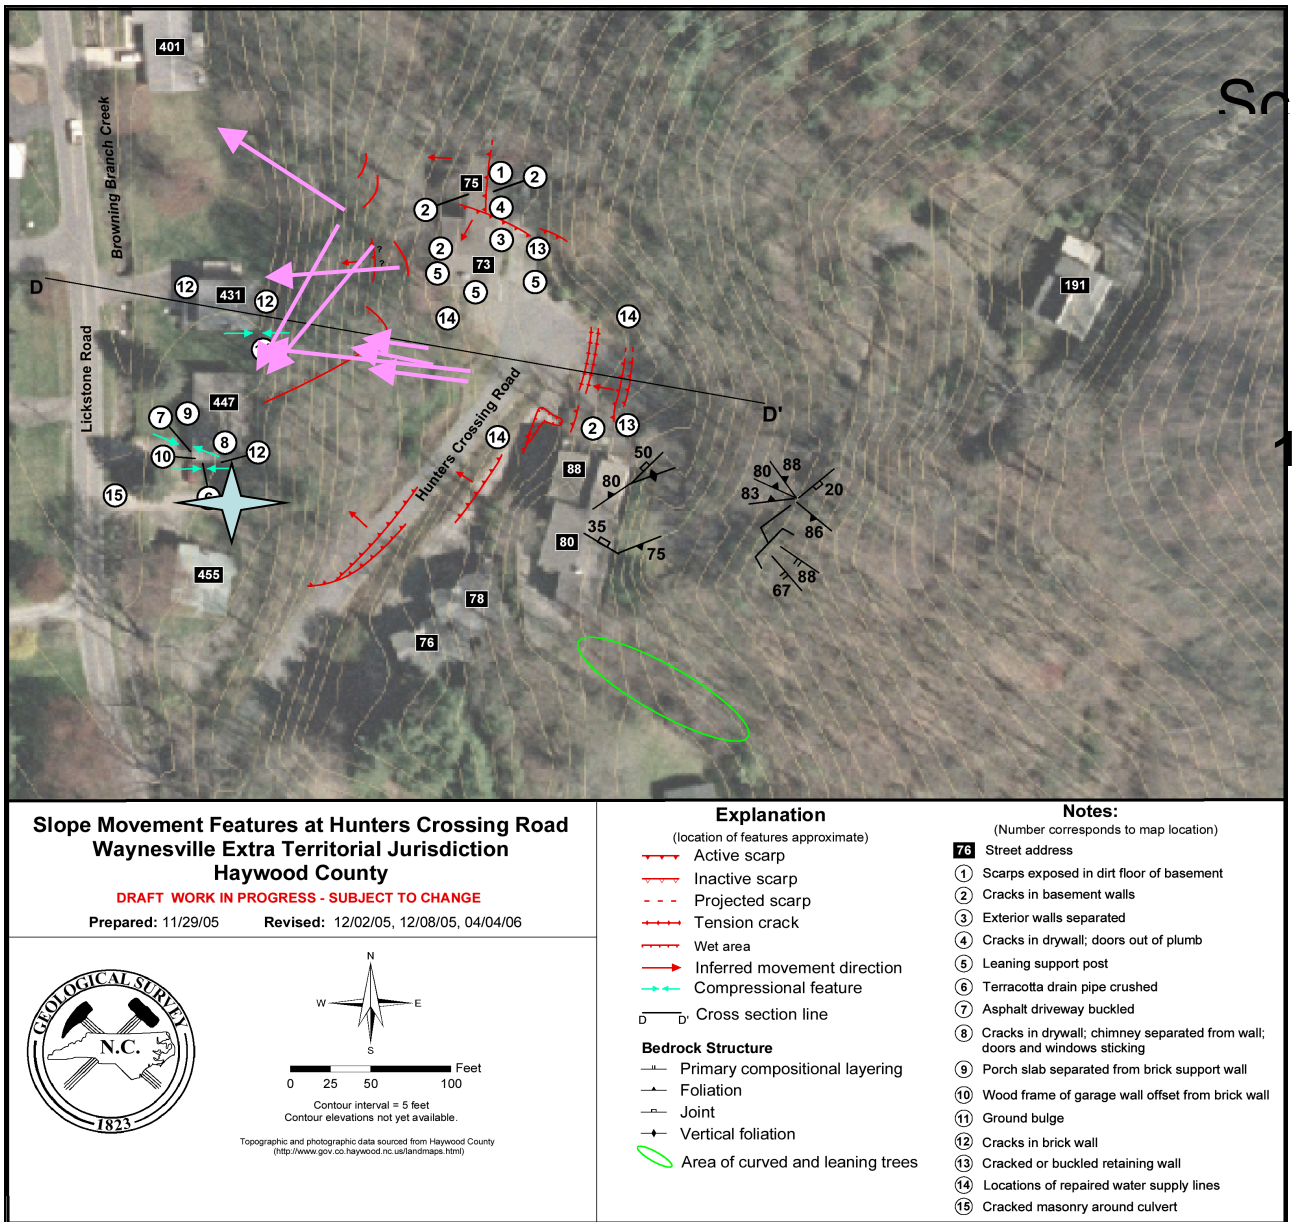 401
Sc
Browning Branch Creek
1
2
75
2
4
3
13
2
73
5
5
5
191
D
12
431
12
14
14
?
?
Lickstone Road
Hunters Crossing Road
D'
447
7
9
8
12
10
15
14
2
13
88
50
80
35
80
75
80
88
83
20
86
88
67
455
78
76
Slope Movement Features at Hunters Crossing Road
Waynesville Extra Territorial Jurisdiction
Haywood County
DRAFT WORK IN PROGRESS - SUBJECT TO CHANGE
Prepared: 11/29/05 Revised: 12/02/05, 12/08/05, 04/04/06
GEOLOGICAL SURVEY
N.C.
1823
N
W E
S
Feet
0 25 50 100
Contour interval = 5 feet
Contour elevations not yet available.
Topographic and photographic data sourced from Haywood County
(http://www.gov.co.haywood.nc.us/landmaps.html)
Explanation
(location of features approximate)
Active scarp
Inactive scarp
Projected scarp
Tension crack
Wet area
Inferred movement direction
Compressional feature
D D' Cross section line
Bedrock Structure
Primary compositional layering
Foliation
Joint
Vertical foliation
Area of curved and leaning trees
Notes:
(Number corresponds to map location)
76 Street address
1 Scarps exposed in dirt floor of basement
2 Cracks in basement walls
3 Exterior walls separated
4 Cracks in drywall; doors out of plumb
5 Leaning support post
6 Terracotta drain pipe crushed
7 Asphalt driveway buckled
8 Cracks in drywall; chimney separated from wall;
doors and windows sticking
9 Porch slab separated from brick support wall
10 Wood frame of garage wall offset from brick wall
11 Ground bulge
12 Cracks in brick wall
13 Cracked or buckled retaining wall
14 Locations of repaired water supply lines
15 Cracked masonry around culvert